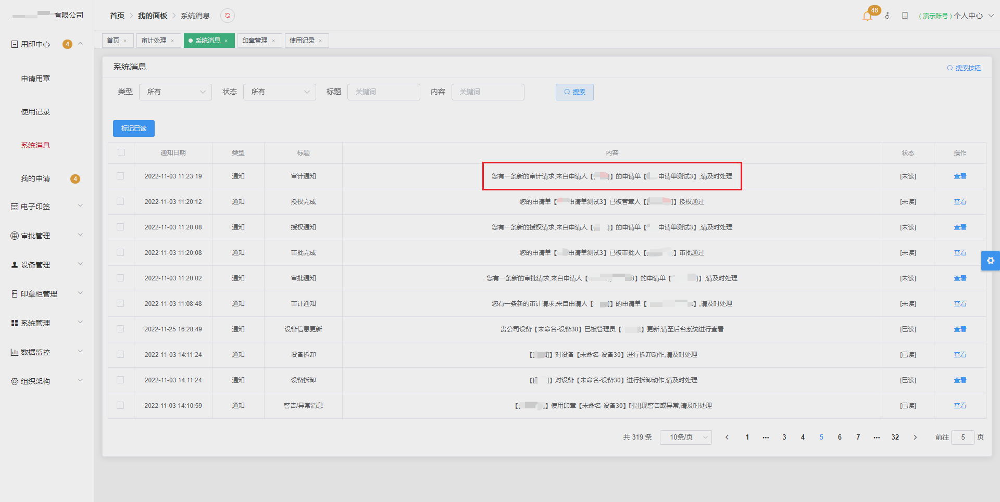 有限公司
首页 > 我的面板 > 系统消息
46
(演示账号) 个人中心
首页 ×
审计处理 ×
系统消息 ×
印章管理 ×
使用记录 ×
用印中心 4
申请用章
使用记录
系统消息
我的申请 4
电子印签
审批管理
设备管理
印章柜管理
系统管理
数据监控
组织架构
系统消息
搜索按钮
类型 所有 状态 所有 标题 关键词 内容 关键词 搜索
标记已读
通知日期 类型 标题 内容 状态 操作
2022-11-03 11:23:19 通知 审计通知 您有一条新的审计请求,来自申请人【】的申请单【申请单测试3】,请及时处理 [未读] 查看
2022-11-03 11:20:12 通知 授权完成 您的申请单【申请单测试3】已被管章人【】授权通过 [未读] 查看
2022-11-03 11:20:08 通知 授权通知 您有一条新的授权请求,来自申请人【】的申请单【申请单测试3】,请及时处理 [未读] 查看
2022-11-03 11:20:08 通知 审批完成 您的申请单【申请单测试3】已被审批人【】审批通过 [未读] 查看
2022-11-03 11:20:02 通知 审批通知 您有一条新的审批请求,来自申请人【3】的申请单【】,请及时处理 [未读] 查看
2022-11-03 11:08:48 通知 审计通知 您有一条新的审计请求,来自申请人【】的申请单【】,请及时处理 [未读] 查看
2022-11-25 16:28:49 通知 设备信息更新 贵公司设备【未命名-设备30】已被管理员【】更新,请至后台系统进行查看 [已读] 查看
2022-11-03 14:11:24 通知 设备拆卸 【】对设备【未命名-设备30】进行拆卸动作,请及时处理 [已读] 查看
2022-11-03 14:11:24 通知 设备拆卸 【】对设备【未命名-设备30】进行拆卸动作,请及时处理 [已读] 查看
2022-11-03 14:10:59 通知 警告/异常消息 【】使用印章【未命名-设备30】时出现警告或异常,请及时处理 [已读] 查看
共 319 条 10条/页 < 1 ••• 3 4 5 6 7 ••• 32 > 前往 5 页